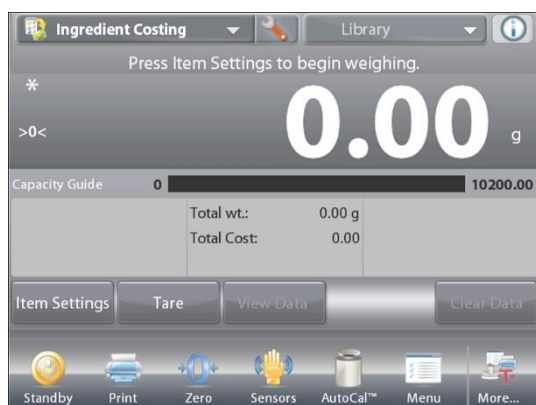 Ingredient Costing Library
Press Item Settings to begin weighing.
*
>0<
0.00 g
Capacity Guide 0 10200.00
Total wt.: 0.00 g
Total Cost: 0.00
Item Settings Tare View Data Clear Data
Standby Print Zero Sensors AutoCal™ Menu More...